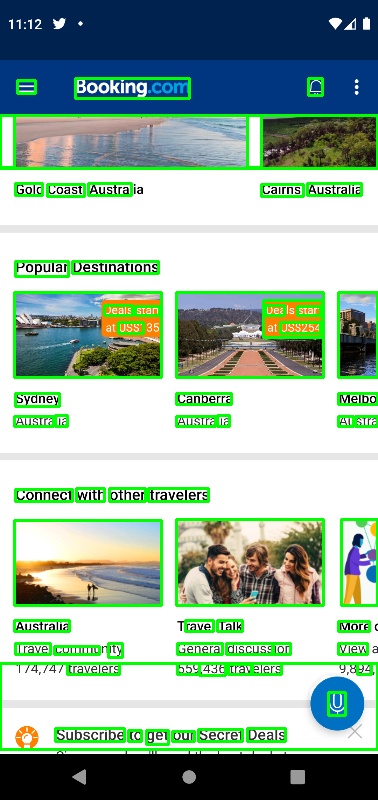 11:12
Booking.com
Gold Coast Australia
Cairns Australia
Popular Destinations
Deals start
at US$135
Deals start
at US$254
Sydney
Canberra
Melbo
Australia
Australia
Australia
Connect with other travelers
Australia
Travel Talk
More c
Travel community
General discussion
View a
174,747 travelers
559,436 travelers
9,894,
Subscribe to get our Secret Deals